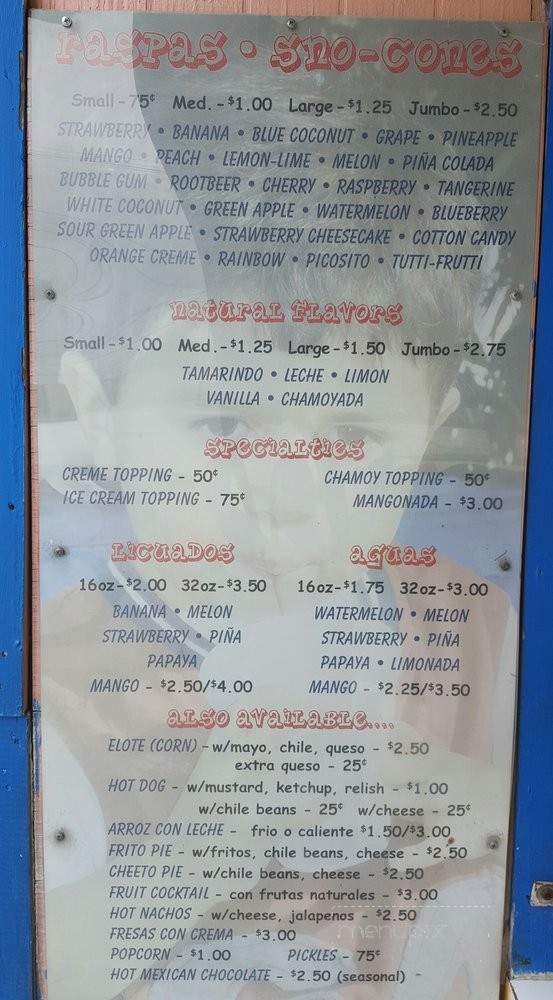 raspas • sno-cones
Small - 75¢ Med. - $1.00 Large - $1.25 Jumbo - $2.50
STRAWBERRY • BANANA • BLUE COCONUT • GRAPE • PINEAPPLE
MANGO • PEACH • LEMON-LIME • MELON • PIÑA COLADA
BUBBLE GUM • ROOTBEER • CHERRY • RASPBERRY • TANGERINE
WHITE COCONUT • GREEN APPLE • WATERMELON • BLUEBERRY
SOUR GREEN APPLE • STRAWBERRY CHEESECAKE • COTTON CANDY
ORANGE CREME • RAINBOW • PICOSITO • TUTTI-FRUTTI
natural flavors
Small - $1.00 Med. - $1.25 Large - $1.50 Jumbo - $2.75
TAMARINDO • LECHE • LIMON
VANILLA • CHAMOYADA
specialties
CREME TOPPING - 50¢ CHAMOY TOPPING - 50¢
ICE CREAM TOPPING - 75¢ MANGONADA - $3.00
Licuados
16oz - $2.00 32oz - $3.50
BANANA • MELON
STRAWBERRY • PIÑA
PAPAYA
MANGO - $2.50/$4.00
aguas
16oz - $1.75 32oz - $3.00
WATERMELON • MELON
STRAWBERRY • PIÑA
PAPAYA • LIMONADA
MANGO - $2.25/$3.50
also available....
ELOTE (CORN) - w/mayo, chile, queso - $2.50
extra queso - 25¢
HOT DOG - w/mustard, ketchup, relish - $1.00
w/chile beans - 25¢ w/cheese - 25¢
ARROZ CON LECHE - frio o caliente $1.50/$3.00
FRITO PIE - w/fritos, chile beans, cheese - $2.50
CHEETO PIE - w/chile beans, cheese - $2.50
FRUIT COCKTAIL - con frutas naturales - $3.00
HOT NACHOS - w/cheese, jalapenos - $2.50
FRESAS CON CREMA - $3.00
POPCORN - $1.00 PICKLES - 75¢
HOT MEXICAN CHOCOLATE - $2.50 (seasonal)